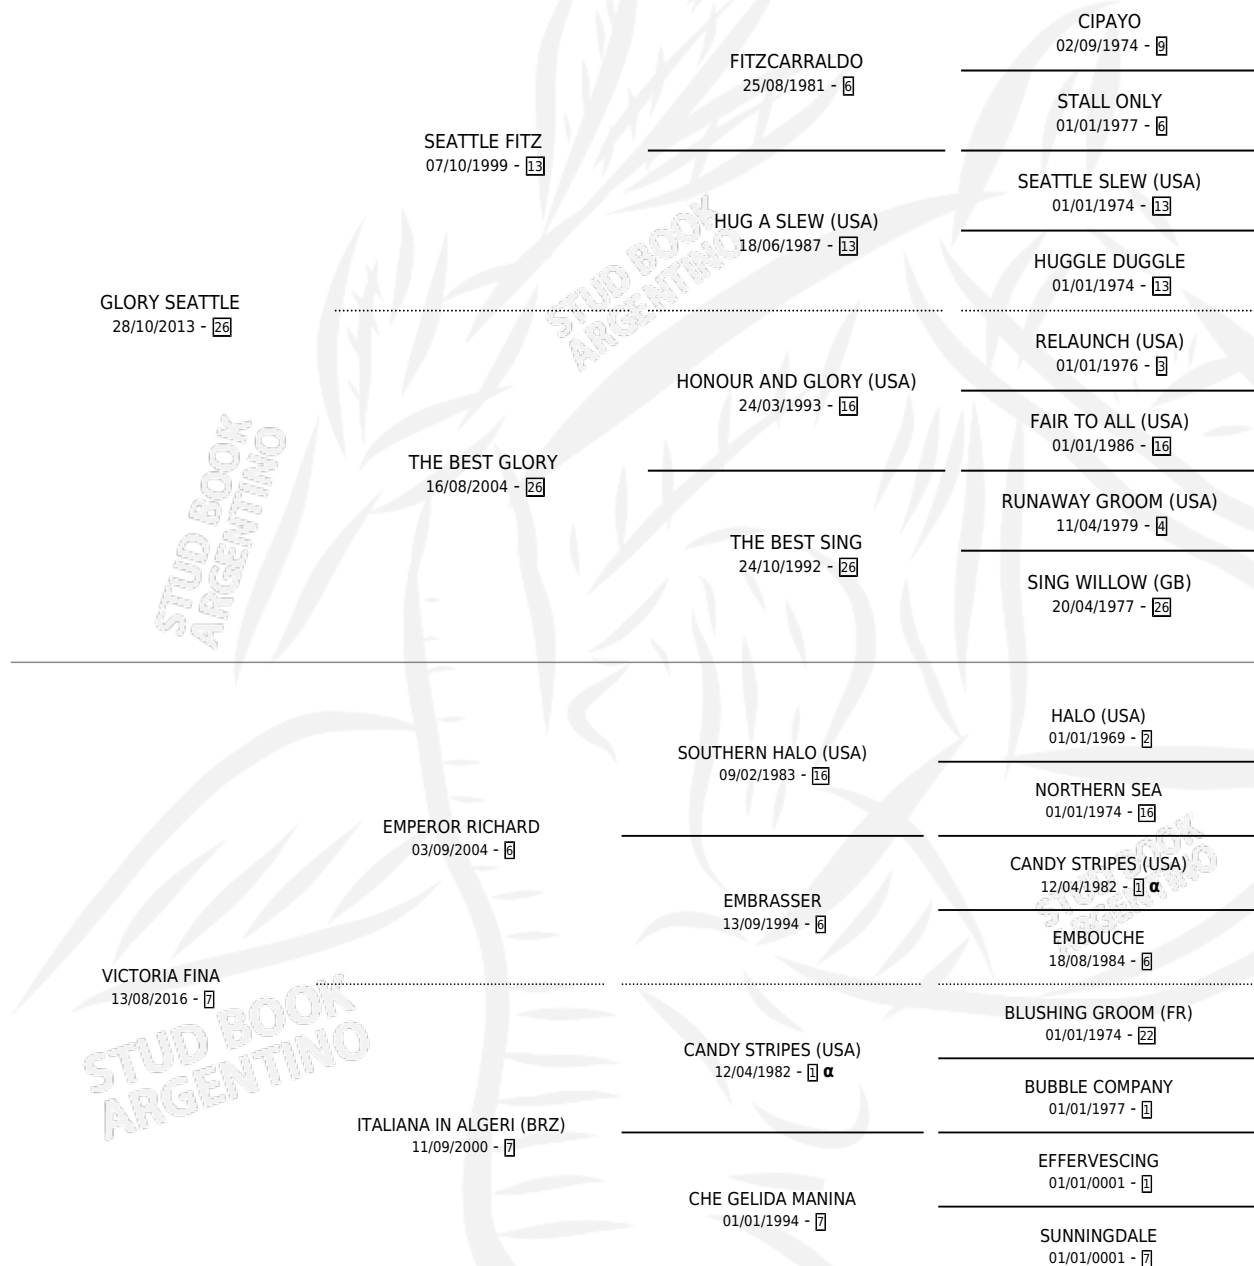 CIPAYO
02/09/1974 - 9
FITZCARRALDO
25/08/1981 - 6
STALL ONLY
01/01/1977 - 6
SEATTLE FITZ
07/10/1999 - 13
SEATTLE SLEW (USA)
01/01/1974 - 13
HUG A SLEW (USA)
18/06/1987 - 13
HUGGLE DUGGLE
01/01/1974 - 13
GLORY SEATTLE
28/10/2013 - 26
RELAUNCH (USA)
01/01/1976 - 3
HONOUR AND GLORY (USA)
24/03/1993 - 16
FAIR TO ALL (USA)
01/01/1986 - 16
THE BEST GLORY
16/08/2004 - 26
RUNAWAY GROOM (USA)
11/04/1979 - 4
THE BEST SING
24/10/1992 - 26
SING WILLOW (GB)
20/04/1977 - 26
HALO (USA)
01/01/1969 - 2
SOUTHERN HALO (USA)
09/02/1983 - 16
NORTHERN SEA
01/01/1974 - 16
EMPEROR RICHARD
03/09/2004 - 6
CANDY STRIPES (USA)
12/04/1982 - 1 α
EMBRASSER
13/09/1994 - 6
EMBOUCHE
18/08/1984 - 6
VICTORIA FINA
13/08/2016 - 7
BLUSHING GROOM (FR)
01/01/1974 - 22
CANDY STRIPES (USA)
12/04/1982 - 1 α
BUBBLE COMPANY
01/01/1977 - 1
ITALIANA IN ALGERI (BRZ)
11/09/2000 - 7
EFFERVESCING
01/01/0001 - 1
CHE GELIDA MANINA
01/01/1994 - 7
SUNNINGDALE
01/01/0001 - 7
STUD BOOK
ARGENTINO
STUD BOOK
ARGENTINO
STUD BOOK
ARGENTINO
STUD BOOK
ARGENTINO